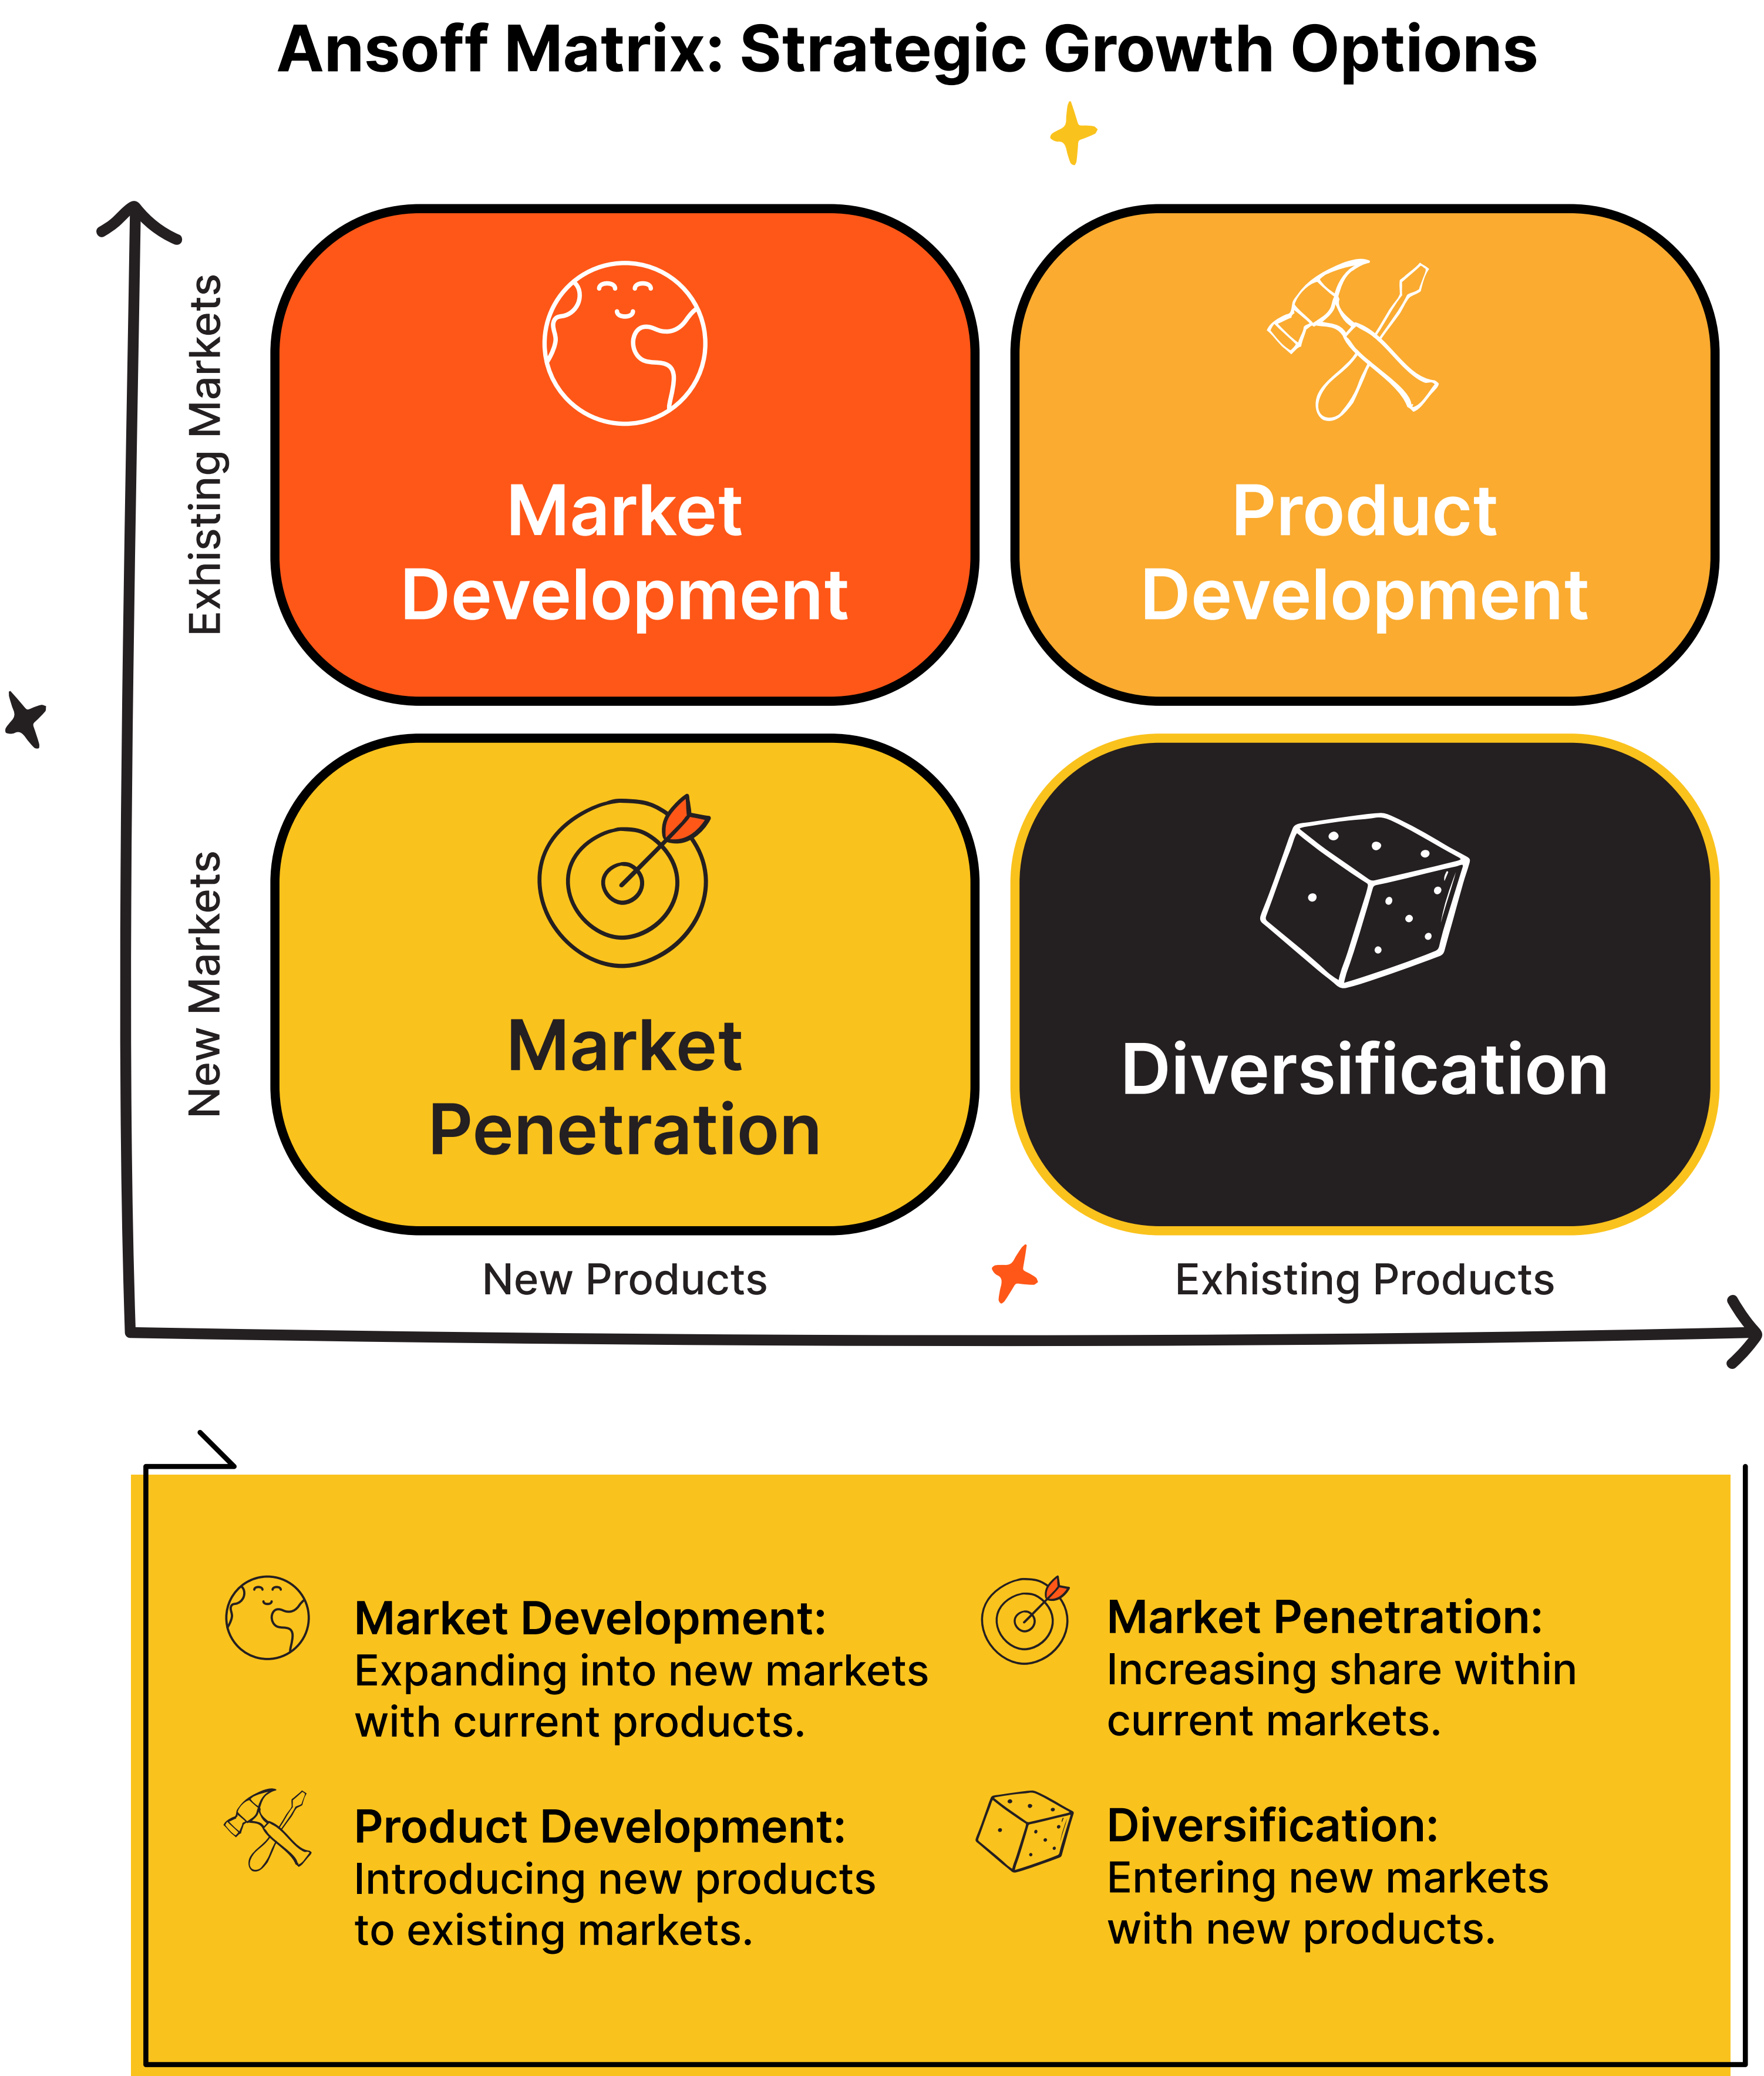 Ansoff Matrix: Strategic Growth Options
Exhisting Markets
Market
Development
Product
Development
New Markets
Market
Penetration
Diversification
New Products
Exhisting Products
Market Development:
Expanding into new markets
with current products.
Market Penetration:
Increasing share within
current markets.
Product Development:
Introducing new products
to existing markets.
Diversification:
Entering new markets
with new products.